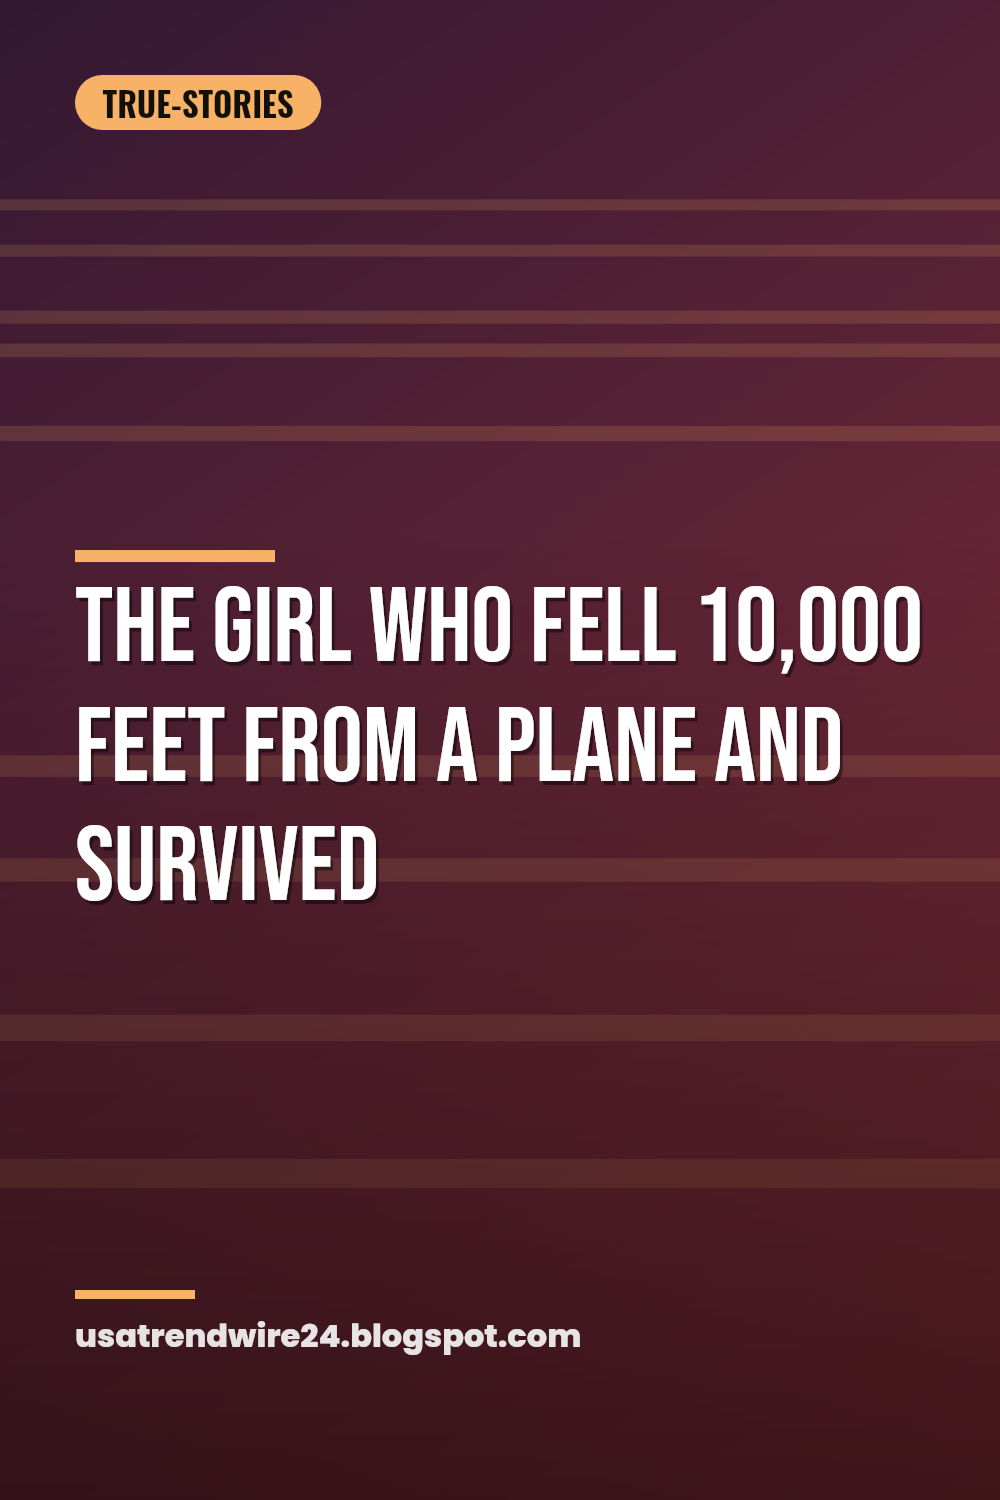 TRUE-STORIES
THE GIRL WHO FELL 10,000
FEET FROM A PLANE AND
SURVIVED
usatrendwire24.blogspot.com